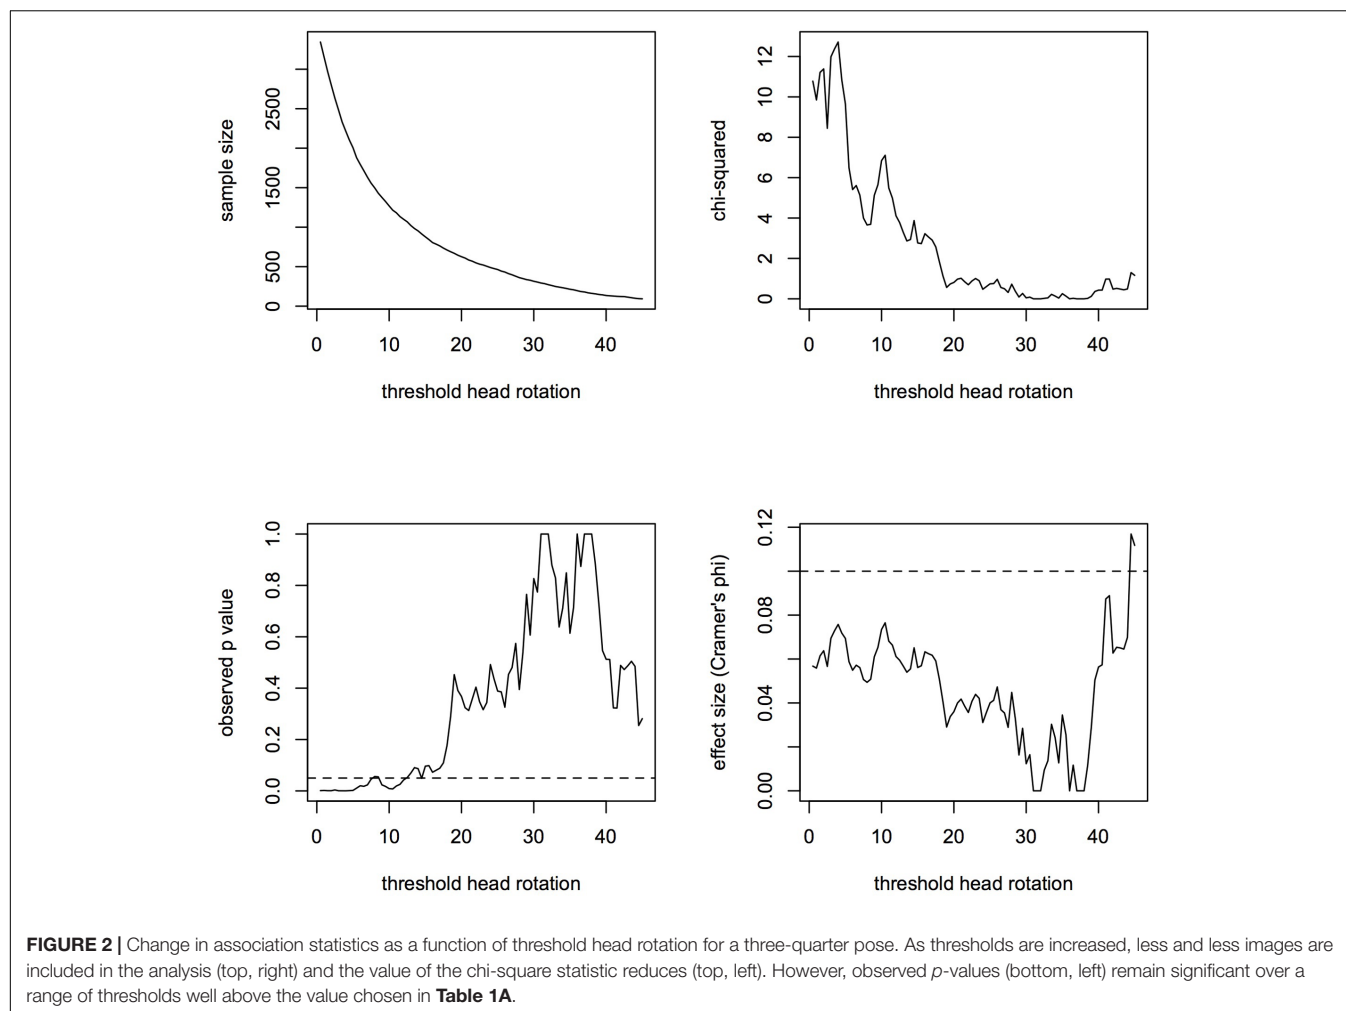 sample size
0
500
1500
2500
0 10 20 30 40
threshold head rotation
chi-squared
0
2
4
6
8
10
12
0 10 20 30 40
threshold head rotation
observed p value
0.0
0.2
0.4
0.6
0.8
1.0
0 10 20 30 40
threshold head rotation
effect size (Cramer's phi)
0.00
0.04
0.08
0.12
0 10 20 30 40
threshold head rotation
FIGURE 2 | Change in association statistics as a function of threshold head rotation for a three-quarter pose. As thresholds are increased, less and less images are
included in the analysis (top, right) and the value of the chi-square statistic reduces (top, left). However, observed p-values (bottom, left) remain significant over a
range of thresholds well above the value chosen in Table 1A.